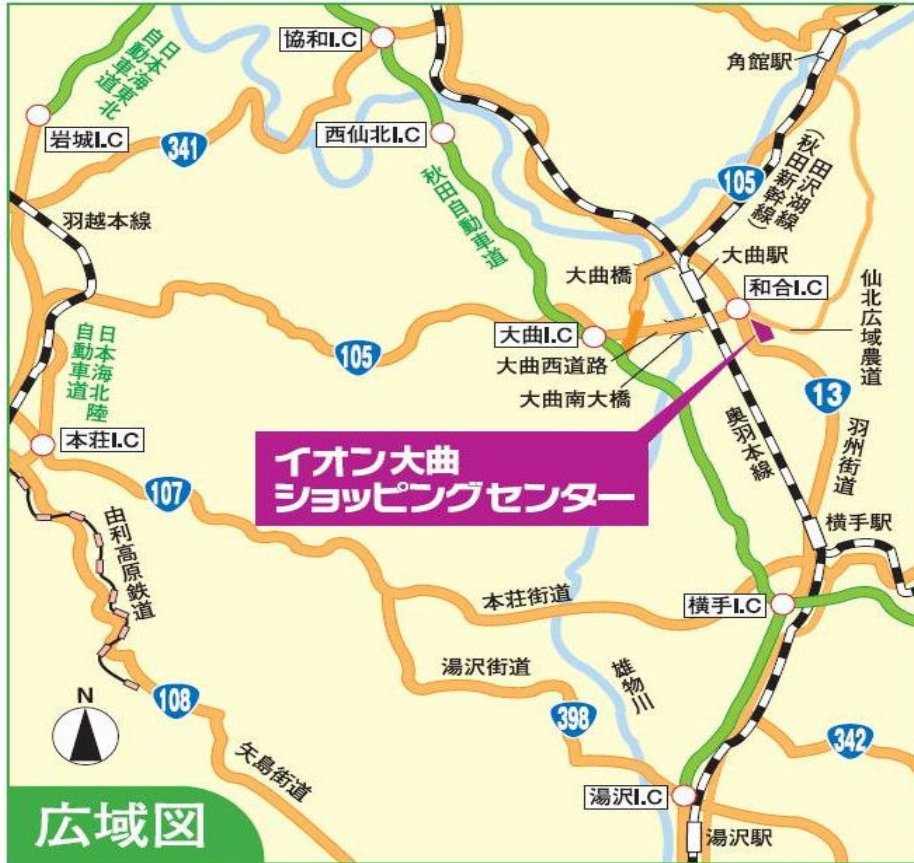 協和I.C
角館駅
日本海東北
自動車道
岩城I.C
341
西仙北I.C
秋田自動車道
105
田沢湖線
(秋田新幹線)
羽越本線
大曲橋
大曲駅
和合I.C
仙北広域農道
大曲I.C
105
大曲西道路
大曲南大橋
日本海北陸
自動車道
13
羽州街道
奥羽本線
本荘I.C
イオン大曲
ショッピングセンター
107
由利高原鉄道
横手駅
本荘街道
横手I.C
湯沢街道
雄物川
N
108
398
342
矢島街道
湯沢I.C
広域図
湯沢駅